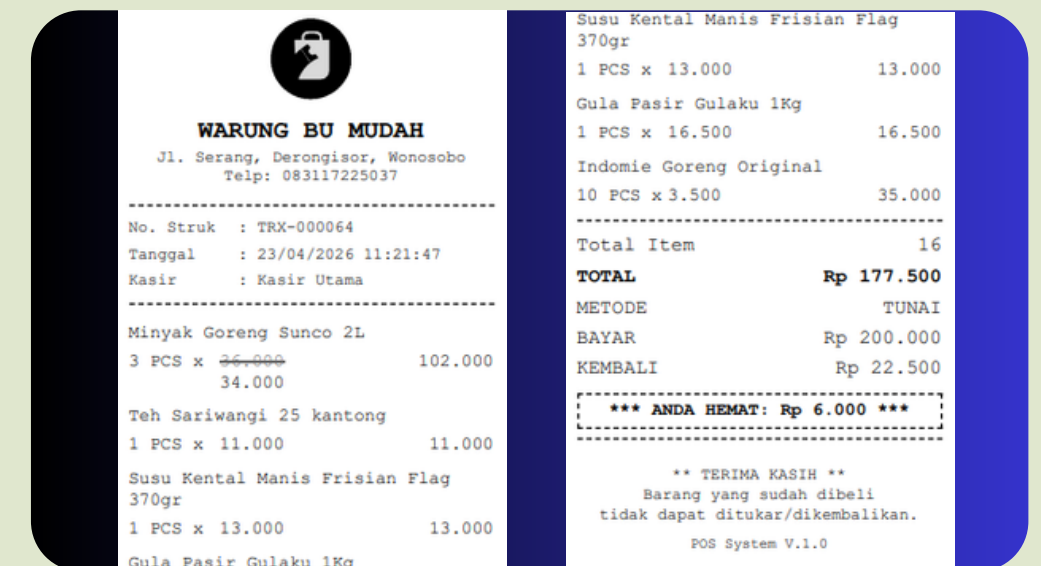 WARUNG BU MUDAH
Jl. Serang, Derongisor, Wonosobo
Telp: 083117225037
No. Struk : TRX-000064
Tanggal : 23/04/2026 11:21:47
Kasir : Kasir Utama
Minyak Goreng Sunco 2L
3 PCS x 36.000 102.000
34.000
Teh Sariwangi 25 kantong
1 PCS x 11.000 11.000
Susu Kental Manis Frisian Flag
370gr
1 PCS x 13.000 13.000
Gula Pasir Gulaku 1Kg
Susu Kental Manis Frisian Flag
370gr
1 PCS x 13.000 13.000
Gula Pasir Gulaku 1Kg
1 PCS x 16.500 16.500
Indomie Goreng Original
10 PCS x 3.500 35.000
Total Item 16
TOTAL Rp 177.500
METODE TUNAI
BAYAR Rp 200.000
KEMBALI Rp 22.500
*** ANDA HEMAT: Rp 6.000 ***
** TERIMA KASIH **
Barang yang sudah dibeli
tidak dapat ditukar/dikembalikan.
POS System V.1.0